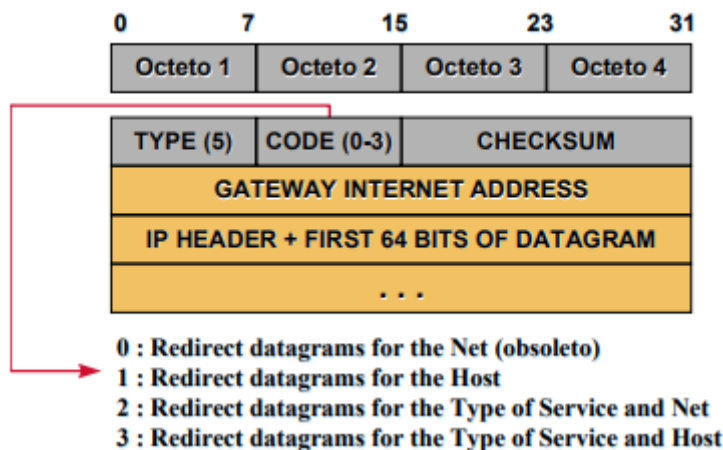 0 7 15 23 31
Octeto 1 Octeto 2 Octeto 3 Octeto 4
TYPE (5) CODE (0-3) CHECKSUM
GATEWAY INTERNET ADDRESS
IP HEADER + FIRST 64 BITS OF DATAGRAM
. . .
0 : Redirect datagrams for the Net (obsoleto)
1 : Redirect datagrams for the Host
2 : Redirect datagrams for the Type of Service and Net
3 : Redirect datagrams for the Type of Service and Host